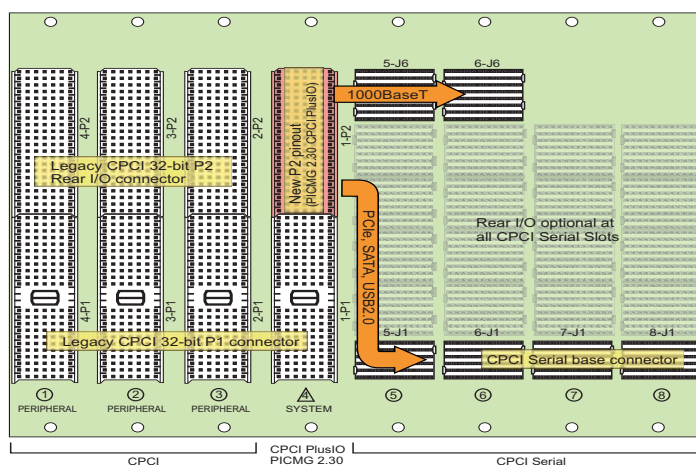 5-J6
6-J6
1000BaseT
4-P2
3-P2
2-P2
New P2 pinout
(PICMG 2.30 CPCI PlusIO)
1-P2
Legacy CPCI 32-bit P2
Rear I/O connector
Rear I/O optional at
all CPCI Serial Slots
PCIe, SATA, USB2.0
4-P1
3-P1
2-P1
1-P1
Legacy CPCI 32-bit P1 connector
5-J1
6-J1
7-J1
8-J1
CPCI Serial base connector
1
2
3
4
5
6
7
8
PERIPHERAL
PERIPHERAL
PERIPHERAL
SYSTEM
CPCI
CPCI PlusIO
PICMG 2.30
CPCI Serial